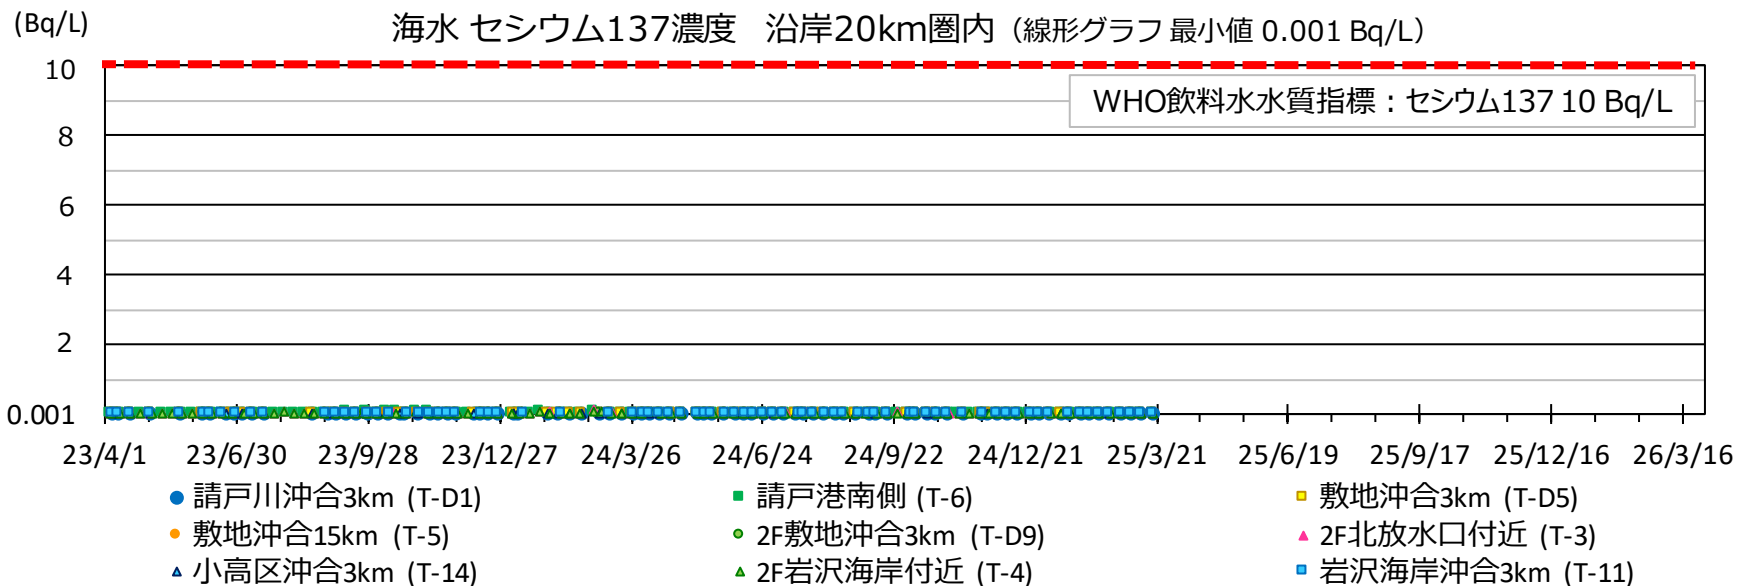 (Bq/L)
海水 セシウム137濃度 沿岸20km圏内（線形グラフ 最小値 0.001 Bq/L）
10
WHO飲料水水質指標：セシウム137 10 Bq/L
8
6
4
2
0.001
23/4/1 23/6/30 23/9/28 23/12/27 24/3/26 24/6/24 24/9/22 24/12/21 25/3/21 25/6/19 25/9/17 25/12/16 26/3/16
請戸川沖合3km (T-D1) 請戸港南側 (T-6) 敷地沖合3km (T-D5)
敷地沖合15km (T-5) 2F敷地沖合3km (T-D9) 2F北放水口付近 (T-3)
小高区沖合3km (T-14) 2F岩沢海岸付近 (T-4) 岩沢海岸沖合3km (T-11)